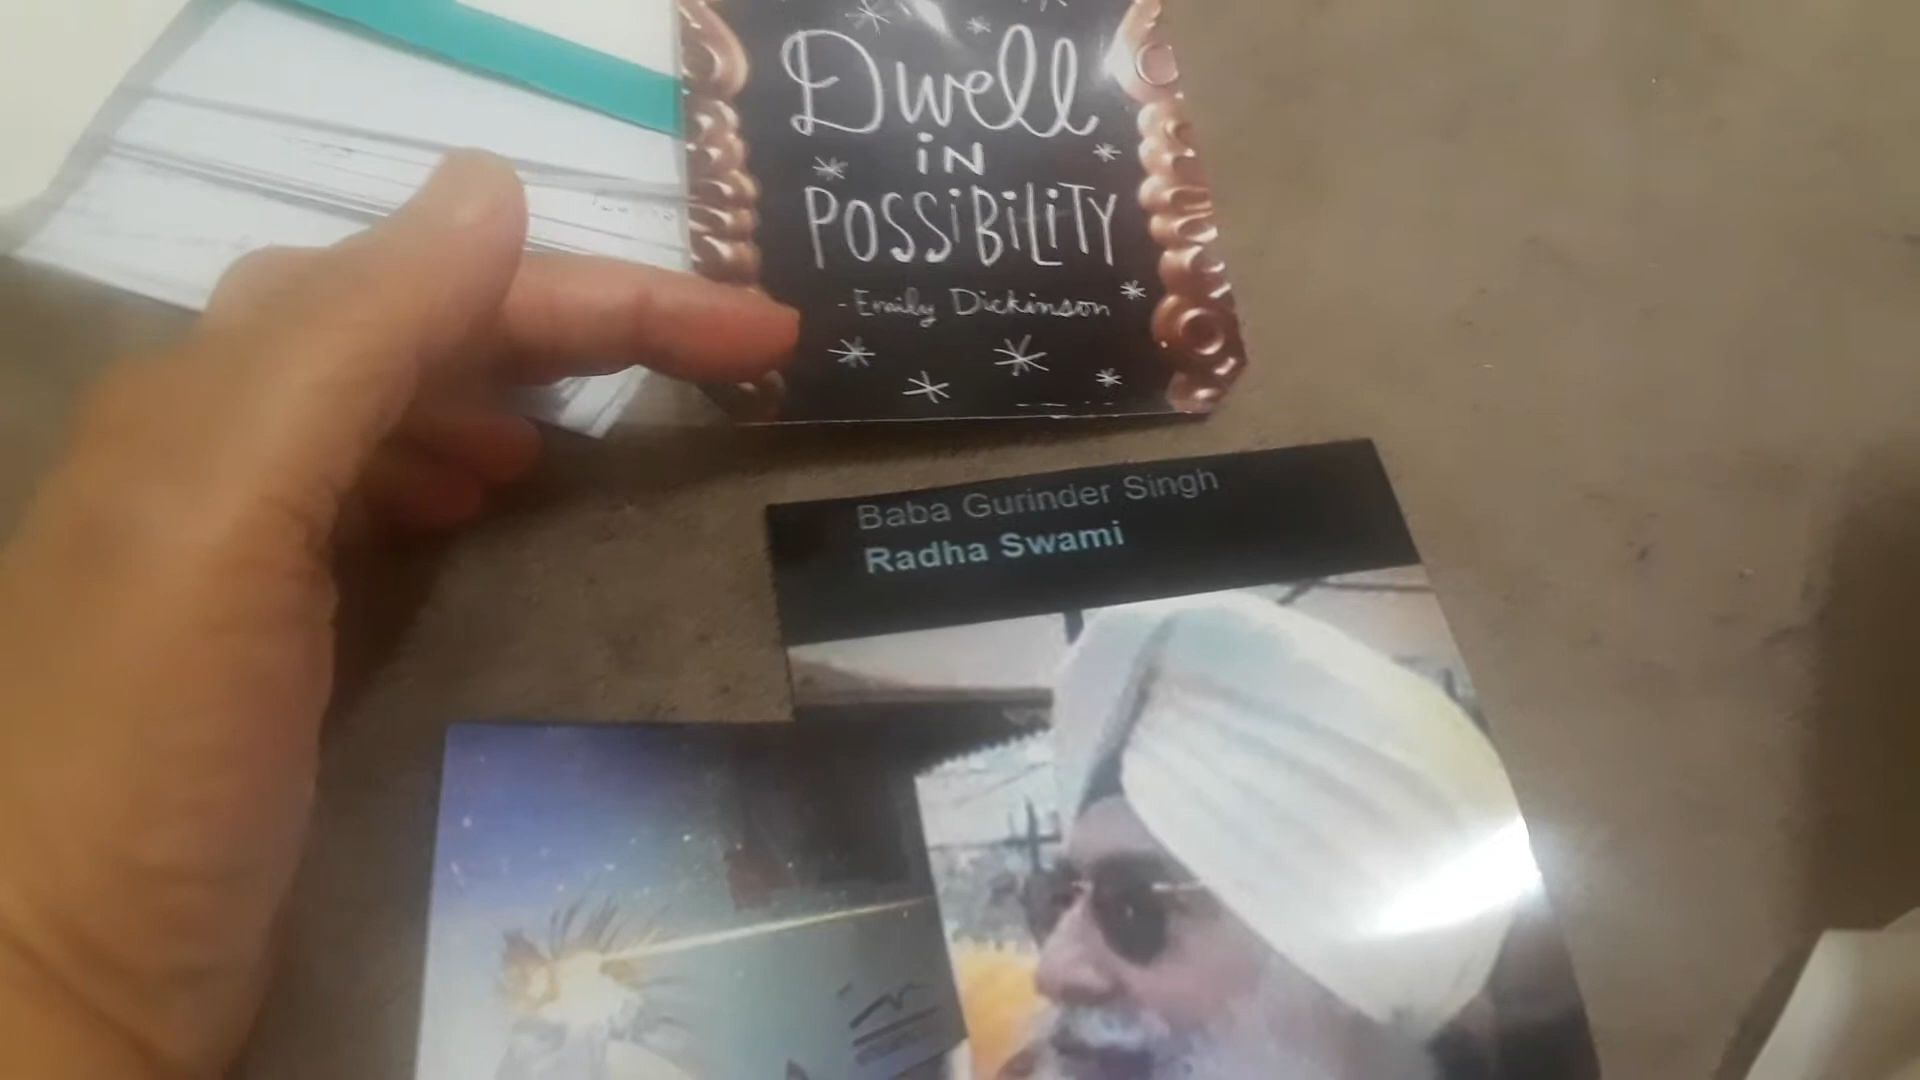 Dwell
iN
POSSiBiLiTY
-Emily Dickinson
Baba Gurinder Singh
Radha Swami